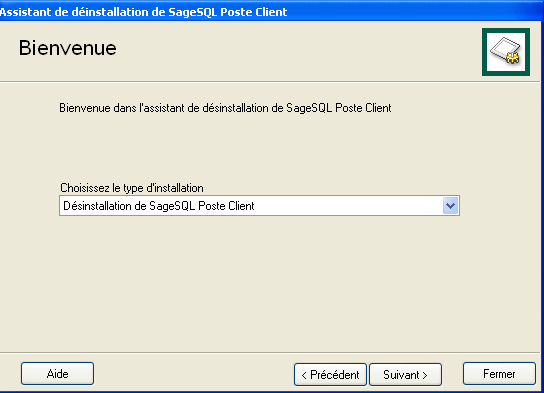 Assistant de déinstallation de SageSQL Poste Client
Bienvenue
Bienvenue dans l'assistant de désinstallation de SageSQL Poste Client
Choisissez le type d'installation
Désinstallation de SageSQL Poste Client
Aide
< Précédent
Suivant >
Fermer